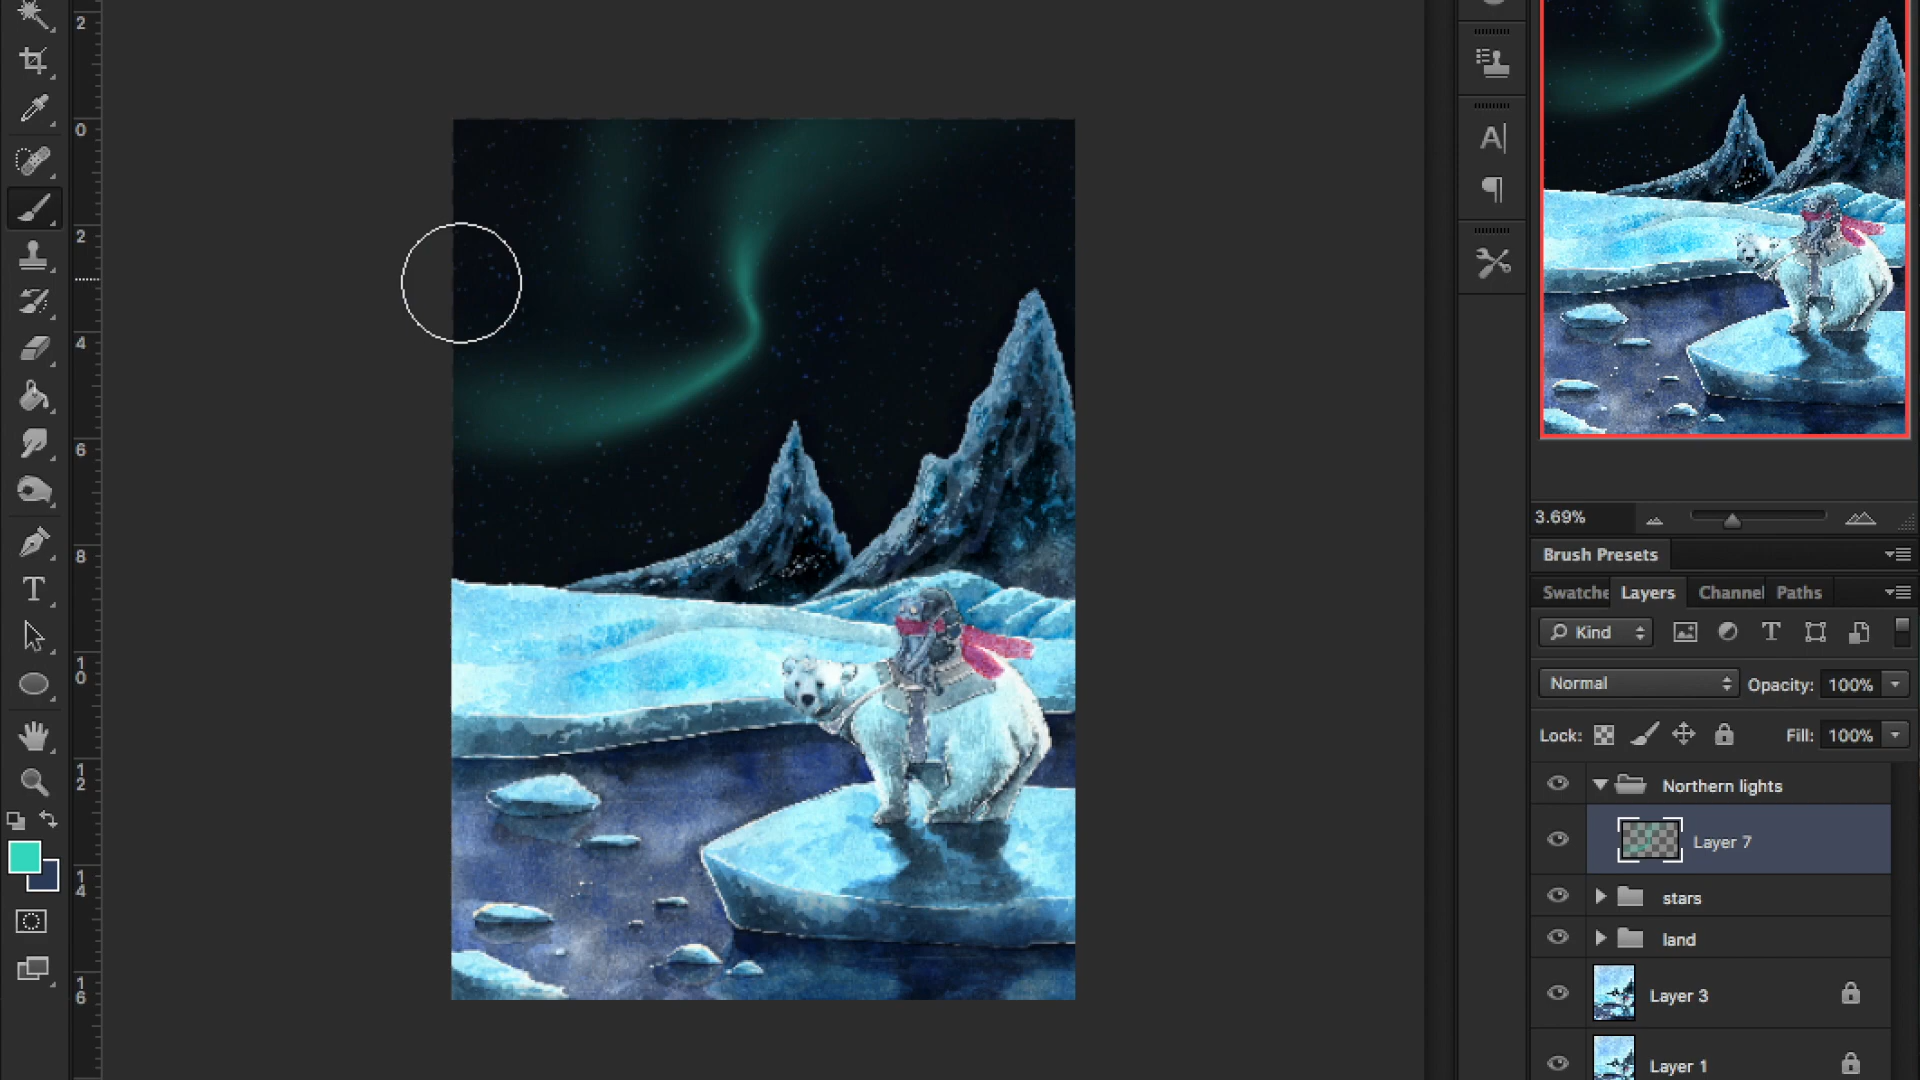 2
0
2
4
6
8
1
0
1
2
1
4
1
6
3.69%
Brush Presets
Swatche Layers Channel Paths
Kind
Normal Opacity: 100%
Lock: Fill: 100%
Northern lights
Layer 7
stars
land
Layer 3
Layer 1